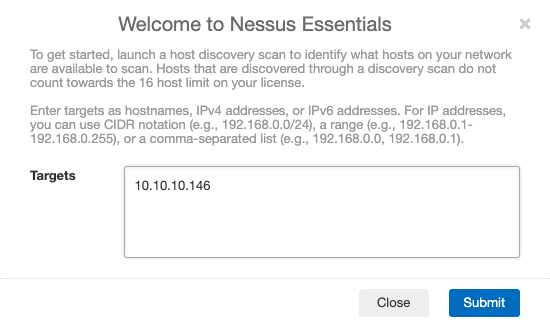 Welcome to Nessus Essentials
×
To get started, launch a host discovery scan to identify what hosts on your network
are available to scan. Hosts that are discovered through a discovery scan do not
count towards the 16 host limit on your license.
Enter targets as hostnames, IPv4 addresses, or IPv6 addresses. For IP addresses,
you can use CIDR notation (e.g., 192.168.0.0/24), a range (e.g., 192.168.0.1-
192.168.0.255), or a comma-separated list (e.g., 192.168.0.0, 192.168.0.1).
Targets
10.10.10.146
Close
Submit